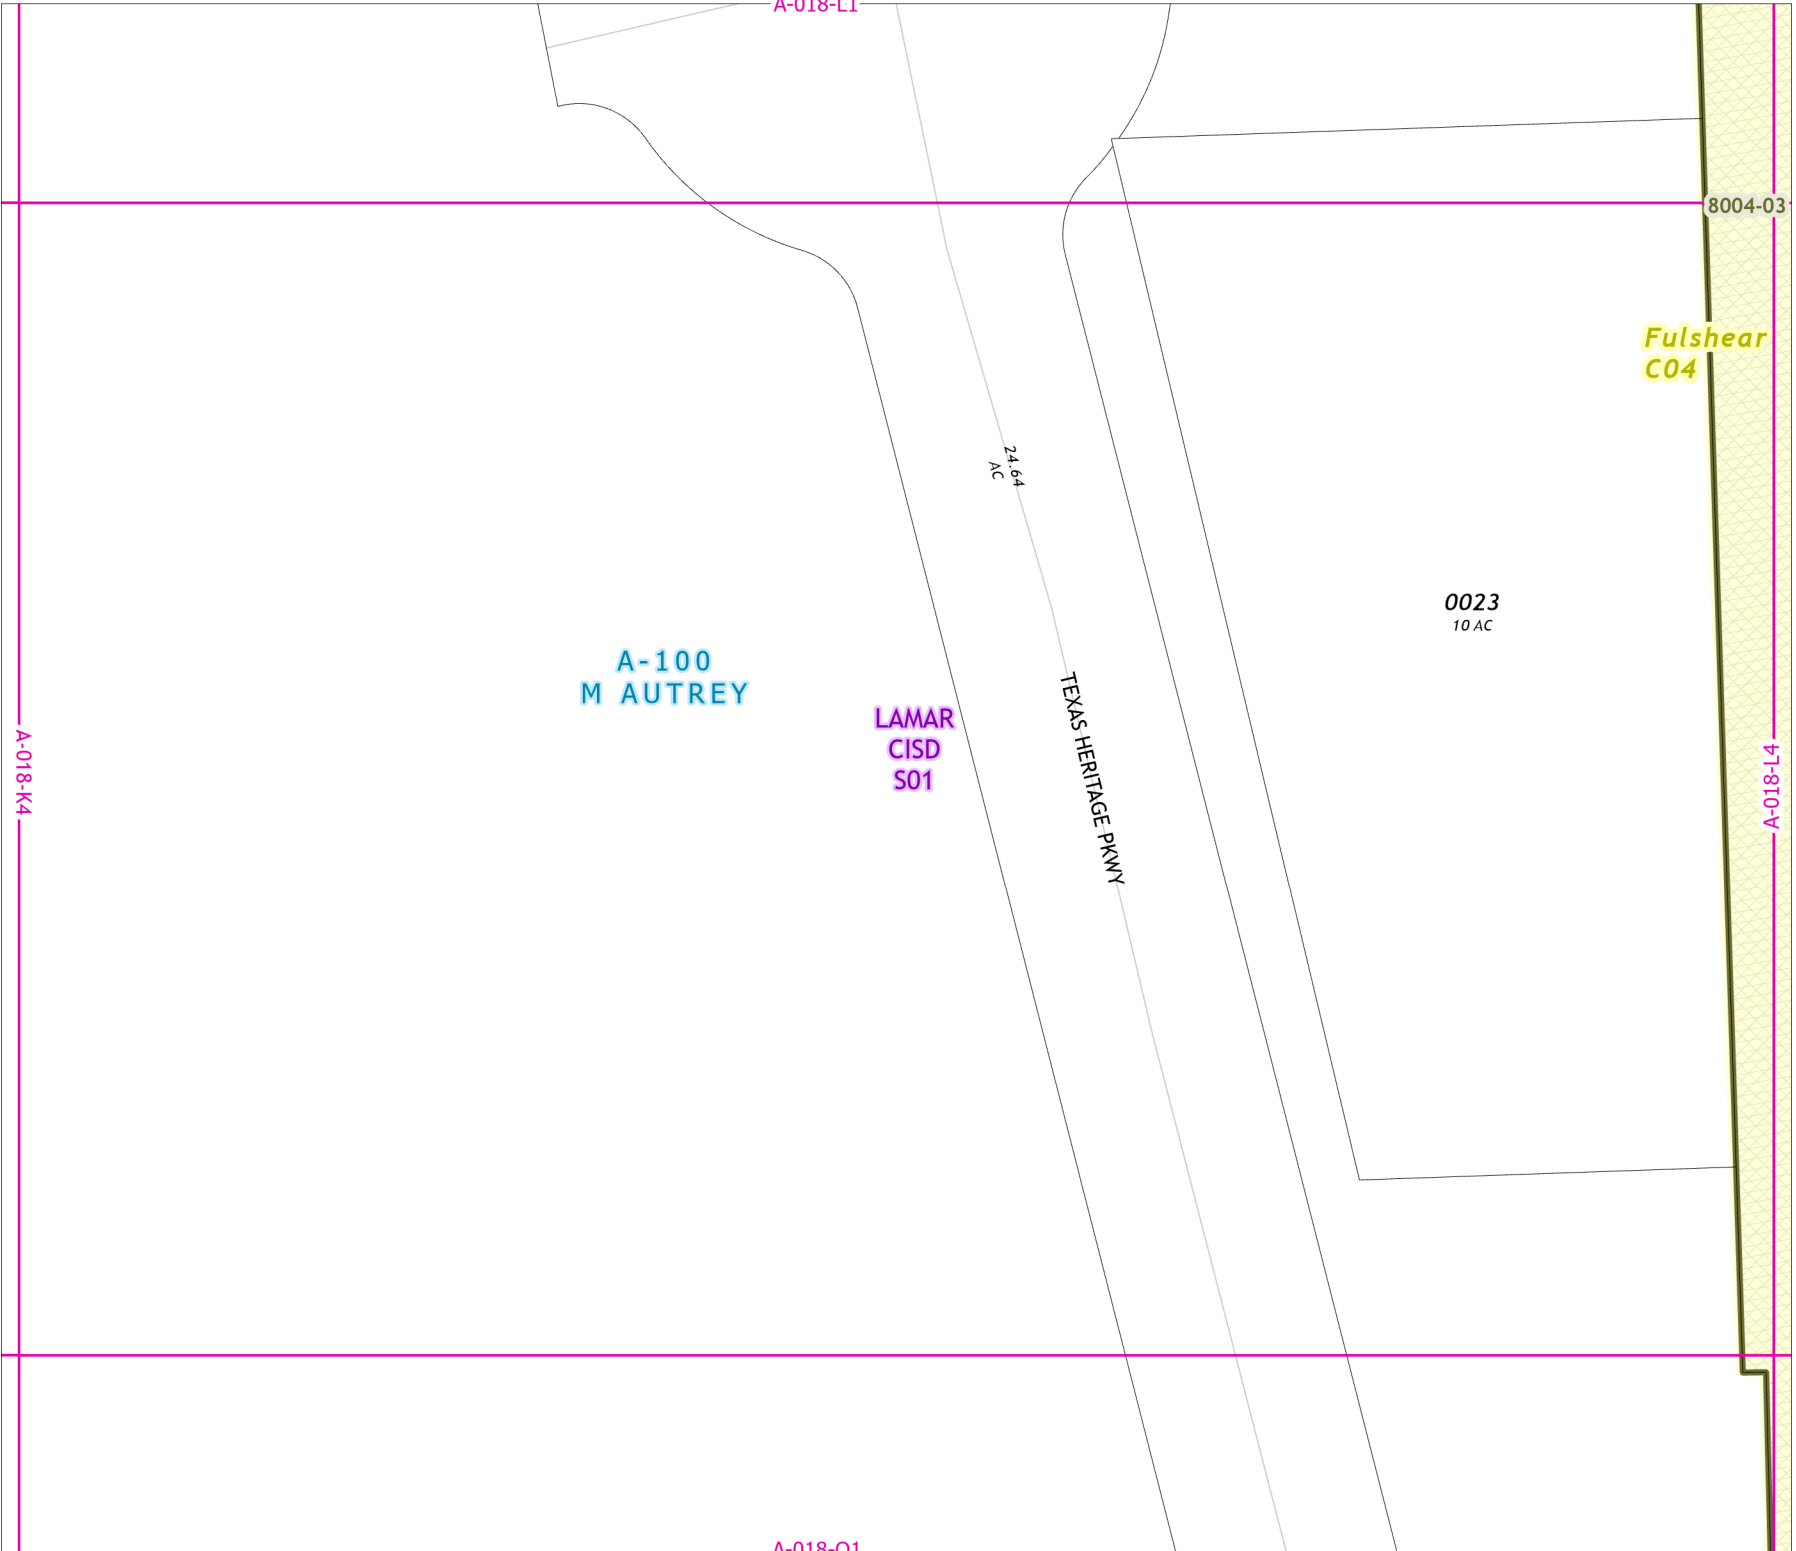 A-018-L1
8004-03
Fulshear
C04
24.64
AC
0023
10 AC
A-100
M AUTREY
LAMAR
CISD
S01
TEXAS HERITAGE PKWY
A-018-K4
A-018-L4
A-018-O1